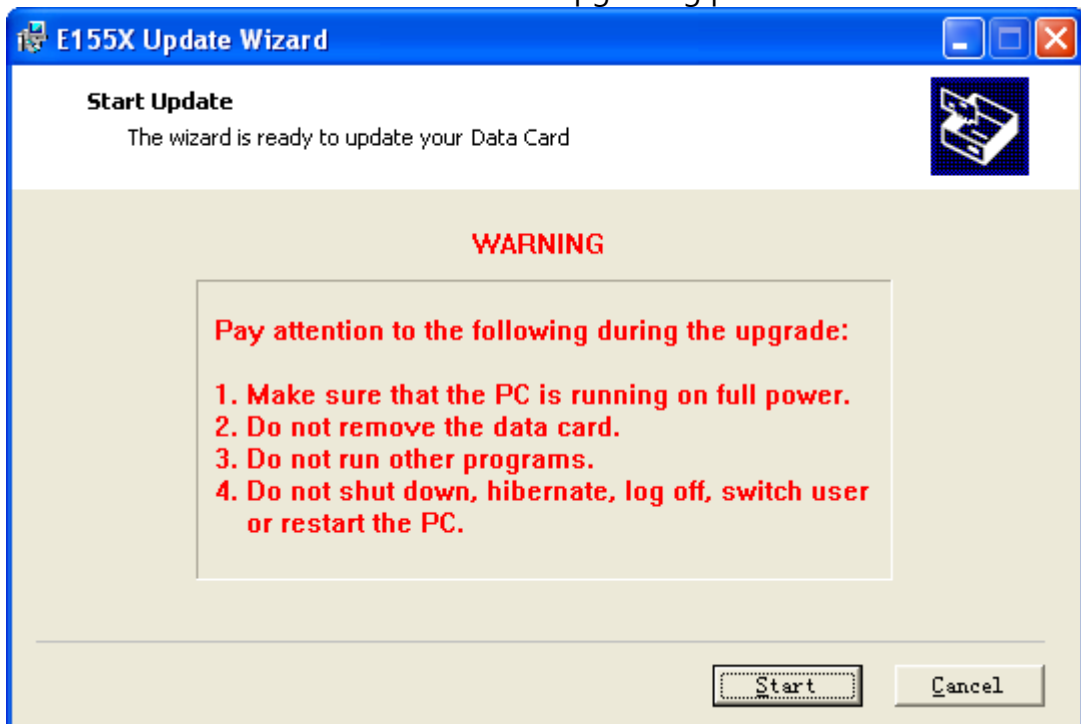 E155X Update Wizard
Start Update
The wizard is ready to update your Data Card
WARNING
Pay attention to the following during the upgrade:
1. Make sure that the PC is running on full power.
2. Do not remove the data card.
3. Do not run other programs.
4. Do not shut down, hibernate, log off, switch user
or restart the PC.
Start
Cancel